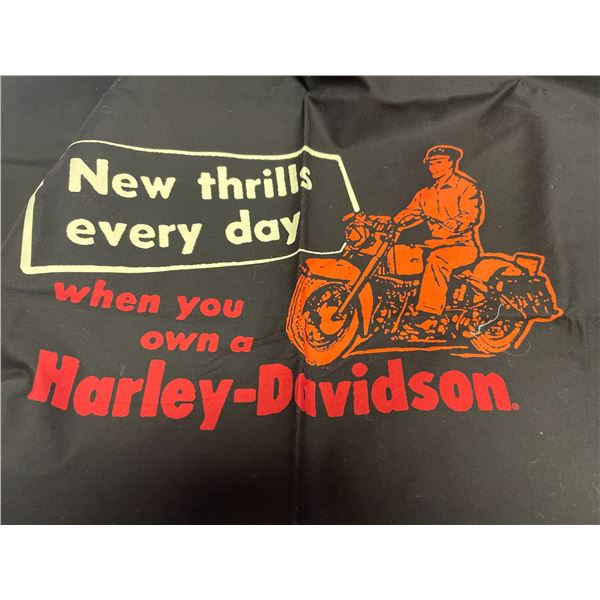 New thrills
every day
when you
own a
Harley-Davidson®